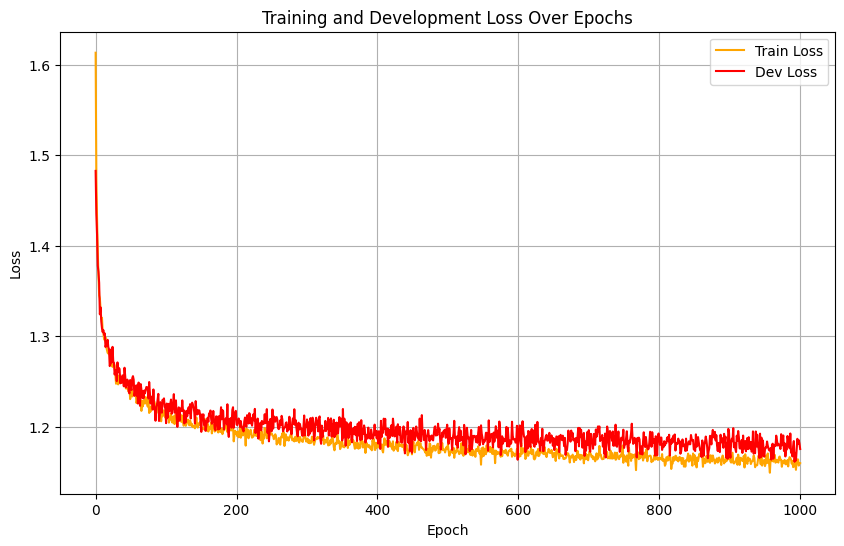 Training and Development Loss Over Epochs
Train Loss
Dev Loss
1.6
1.5
1.4
1.3
1.2
Loss
0
200
400
600
800
1000
Epoch